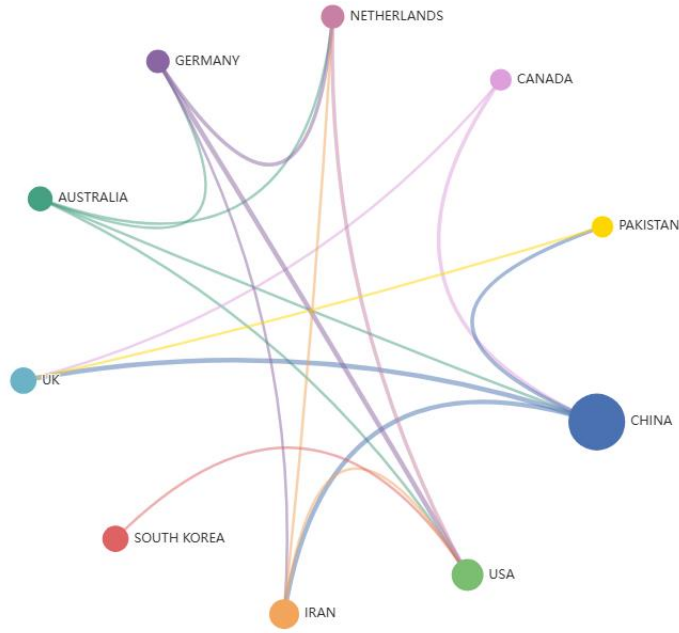 NETHERLANDS
GERMANY
CANADA
AUSTRALIA
PAKISTAN
UK
CHINA
SOUTH KOREA
USA
IRAN